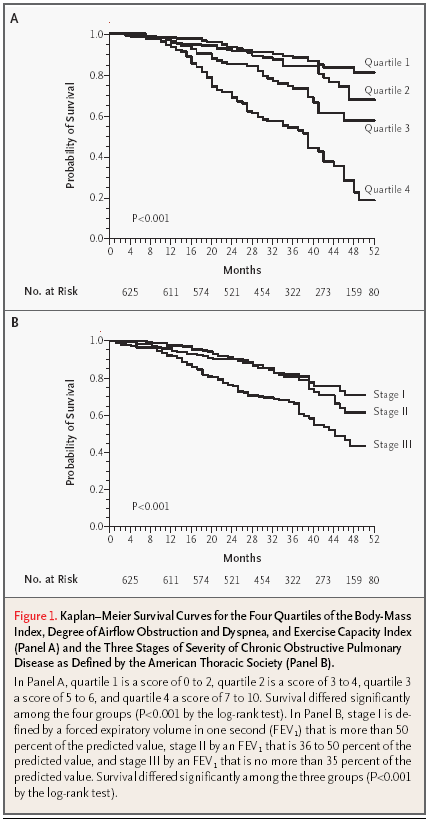 A
1.0
0.8
0.6
0.4
0.2
0.0
Probability of Survival
Quartile 1
Quartile 2
Quartile 3
Quartile 4
P<0.001
0 4 8 12 16 20 24 28 32 36 40 44 48 52
Months
No. at Risk 625 611 574 521 454 322 273 159 80
B
1.0
0.8
0.6
0.4
0.2
0.0
Probability of Survival
Stage I
Stage II
Stage III
P<0.001
0 4 8 12 16 20 24 28 32 36 40 44 48 52
Months
No. at Risk 625 611 574 521 454 322 273 159 80
Figure 1. Kaplan–Meier Survival Curves for the Four Quartiles of the Body-Mass
Index, Degree of Airflow Obstruction and Dyspnea, and Exercise Capacity Index
(Panel A) and the Three Stages of Severity of Chronic Obstructive Pulmonary
Disease as Defined by the American Thoracic Society (Panel B).
In Panel A, quartile 1 is a score of 0 to 2, quartile 2 is a score of 3 to 4, quartile 3
a score of 5 to 6, and quartile 4 a score of 7 to 10. Survival differed significantly
among the four groups (P<0.001 by the log-rank test). In Panel B, stage I is de-
fined by a forced expiratory volume in one second (FEV₁) that is more than 50
percent of the predicted value, stage II by an FEV₁ that is 36 to 50 percent of the
predicted value, and stage III by an FEV₁ that is no more than 35 percent of the
predicted value. Survival differed significantly among the three groups (P<0.001
by the log-rank test).